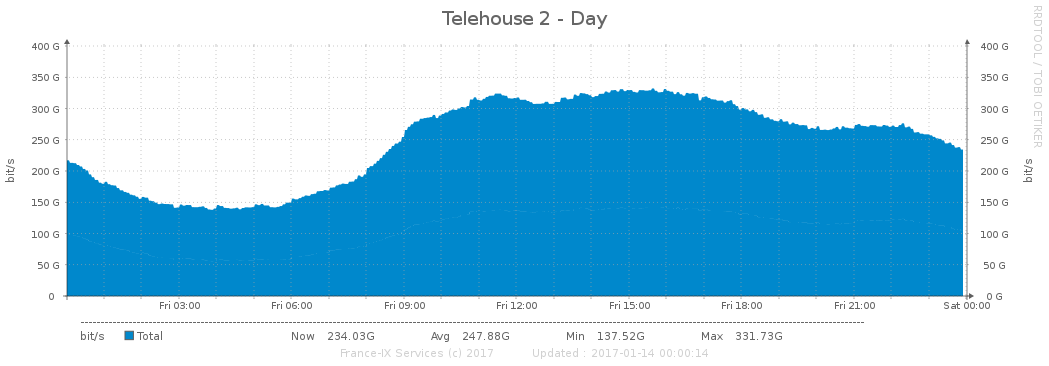 Telehouse 2 - Day
RRDTOOL / TOBI OETIKER
bit/s
400 G
350 G
300 G
250 G
200 G
150 G
100 G
50 G
0
400 G
350 G
300 G
250 G
200 G
150 G
100 G
50 G
0 G
bit/s
Fri 03:00 Fri 06:00 Fri 09:00 Fri 12:00 Fri 15:00 Fri 18:00 Fri 21:00 Sat 00:00
bit/s Total Now 234.03G Avg 247.88G Min 137.52G Max 331.73G
France-IX Services (c) 2017 Updated : 2017-01-14 00:00:14